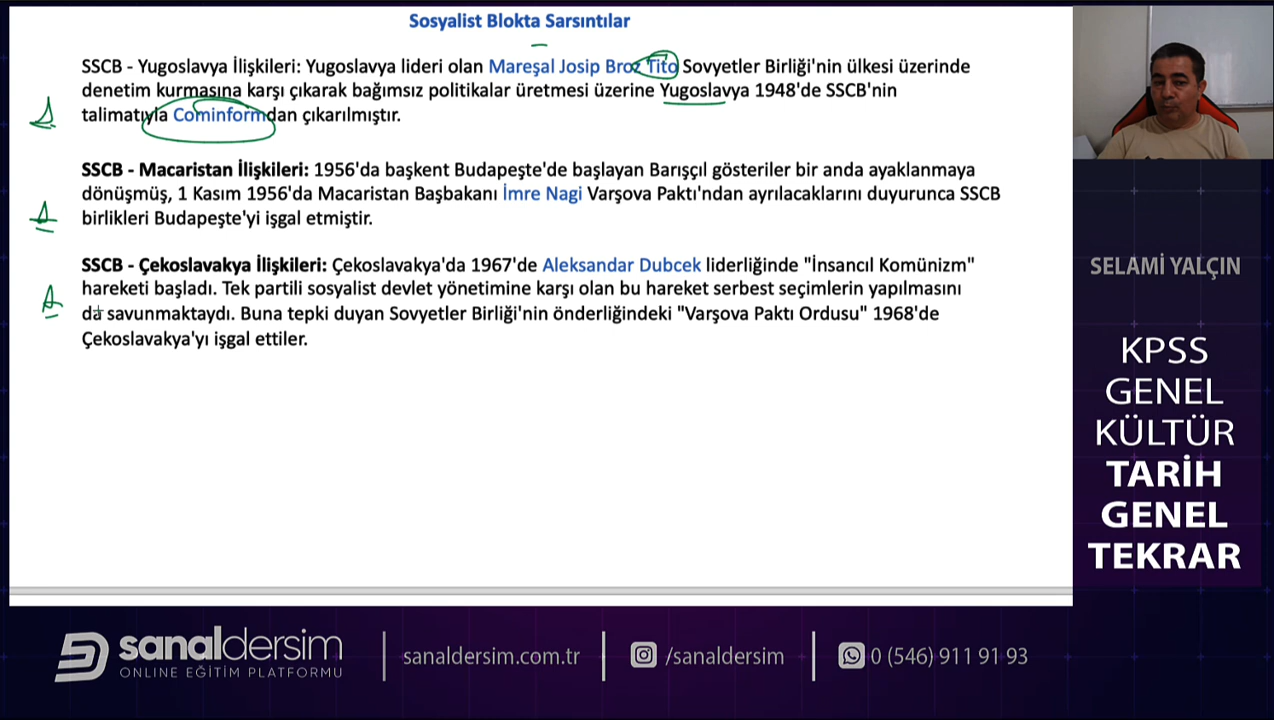 Sosyalist Blokta Sarsıntılar
SSCB - Yugoslavya İlişkileri: Yugoslavya lideri olan Mareşal Josip Broz Tito Sovyetler Birliği'nin ülkesi üzerinde
denetim kurmasına karşı çıkarak bağımsız politikalar üretmesi üzerine Yugoslavya 1948'de SSCB'nin
talimatıyla Cominformdan çıkarılmıştır.
SSCB - Macaristan İlişkileri: 1956'da başkent Budapeşte'de başlayan Barışçıl gösteriler bir anda ayaklanmaya
dönüşmüş, 1 Kasım 1956'da Macaristan Başbakanı İmre Nagi Varşova Paktı'ndan ayrılacaklarını duyurunca SSCB
birlikleri Budapeşte'yi işgal etmiştir.
SSCB - Çekoslavakya İlişkileri: Çekoslavakya'da 1967'de Aleksandar Dubcek liderliğinde "İnsancıl Komünizm"
hareketi başladı. Tek partili sosyalist devlet yönetimine karşı olan bu hareket serbest seçimlerin yapılmasını
da savunmaktaydı. Buna tepki duyan Sovyetler Birliği'nin önderliğindeki "Varşova Paktı Ordusu" 1968'de
Çekoslavakya'yı işgal ettiler.
SELAMİ YALÇIN
KPSS
GENEL
KÜLTÜR
TARİH
GENEL
TEKRAR
sanaldersim
ONLINE EĞİTİM PLATFORMU
sanaldersim.com.tr
/sanaldersim
0 (546) 911 91 93